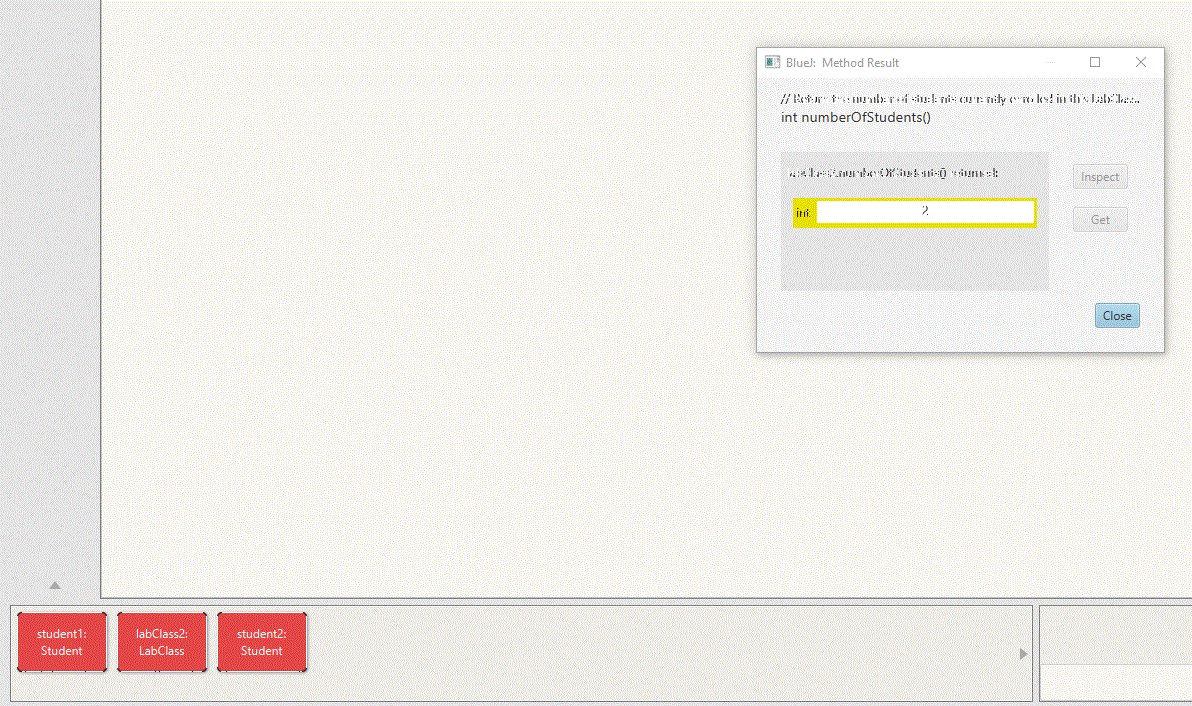 BlueJ: Method Result
// Return the number of students currently enrolled in this LabClass.
int numberOfStudents()
labClass2.numberOfStudents() returned:
Inspect
int 2
Get
Close
student1:
Student
labClass2:
LabClass
student2:
Student